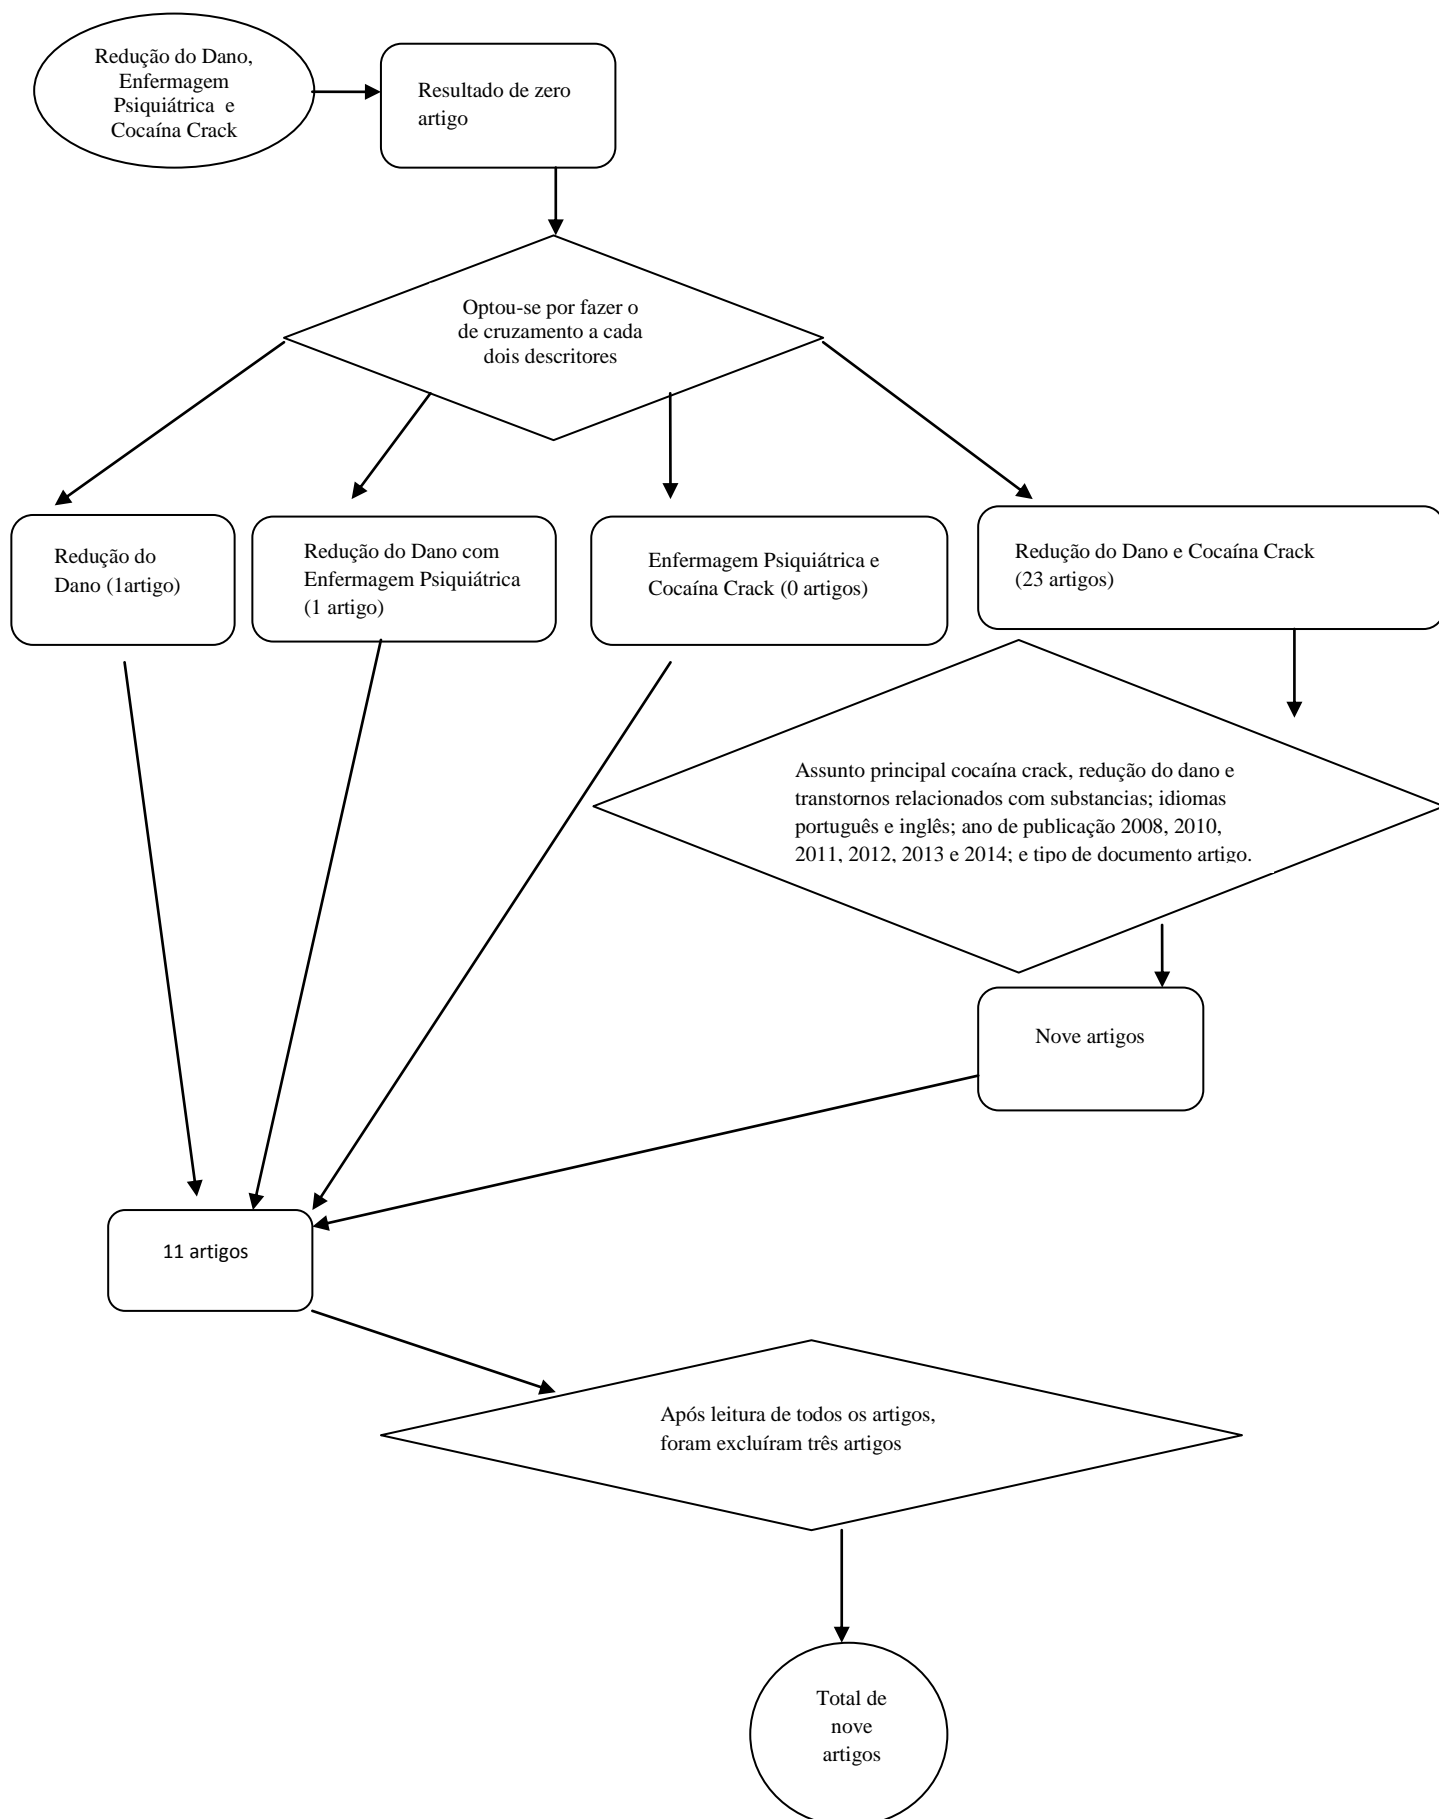 Redução do Dano,
Enfermagem
Psiquiátrica e
Cocaína Crack
Resultado de zero
artigo
Optou-se por fazer o
de cruzamento a cada
dois descritores
Redução do
Dano (1artigo)
Redução do Dano com
Enfermagem Psiquiátrica
(1 artigo)
Enfermagem Psiquiátrica e
Cocaína Crack (0 artigos)
Redução do Dano e Cocaína Crack
(23 artigos)
Assunto principal cocaína crack, redução do dano e
transtornos relacionados com substancias; idiomas
português e inglês; ano de publicação 2008, 2010,
2011, 2012, 2013 e 2014; e tipo de documento artigo.
Nove artigos
11 artigos
Após leitura de todos os artigos,
foram excluíram três artigos
Total de
nove
artigos